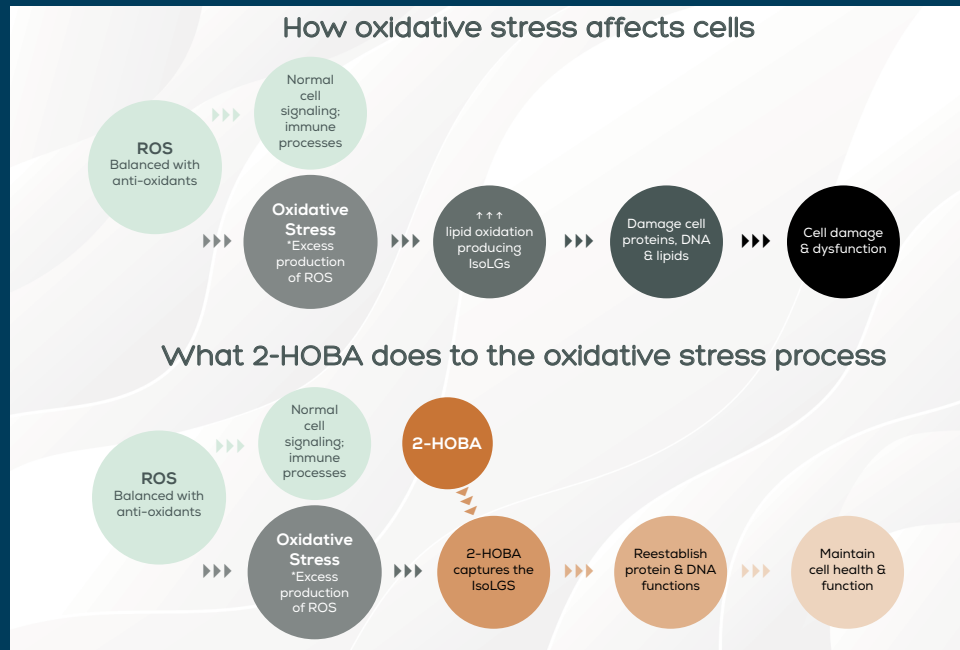 How oxidative stress affects cells
Normal
cell
signaling;
immune
processes
ROS
Balanced with
anti-oxidants
Oxidative
Stress
*Excess
production
of ROS
↑ ↑ ↑
lipid oxidation
producing
IsoLGs
Damage cell
proteins, DNA
& lipids
Cell damage
& dysfunction
What 2-HOBA does to the oxidative stress process
Normal
cell
signaling;
immune
processes
2-HOBA
ROS
Balanced with
anti-oxidants
Oxidative
Stress
*Excess
production
of ROS
2-HOBA
captures the
IsoLGS
Reestablish
protein & DNA
functions
Maintain
cell health &
function